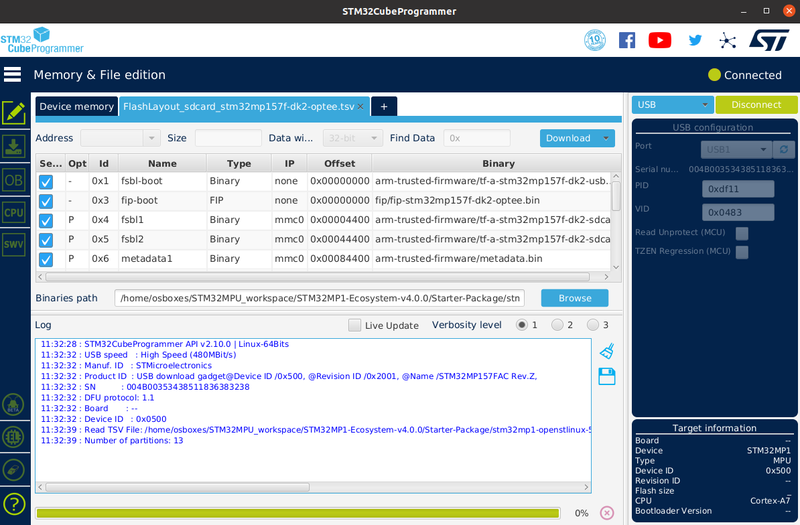 STM32CubeProgrammer
STM32
CubeProgrammer
Memory & File edition
Connected
Device memory
FlashLayout_sdcard_stm32mp157f-dk2-optee.tsv ×
+
USB
Disconnect
Address
Size
Data wi...
32-bit
Find Data
0x
Download
Se... Opt Id Name Type IP Offset Binary
- 0x1 fsbl-boot Binary none 0x00000000 arm-trusted-firmware/tf-a-stm32mp157f-dk2-usb...
- 0x3 fip-boot FIP none 0x00000000 fip/fip-stm32mp157f-dk2-optee.bin
P 0x4 fsbl1 Binary mmc0 0x00004400 arm-trusted-firmware/tf-a-stm32mp157f-dk2-sdca
P 0x5 fsbl2 Binary mmc0 0x00044400 arm-trusted-firmware/tf-a-stm32mp157f-dk2-sdca
P 0x6 metadata1 Binary mmc0 0x00084400 arm-trusted-firmware/metadata.bin
Binaries path
/home/osboxes/STM32MPU_workspace/STM32MP1-Ecosystem-v4.0.0/Starter-Package/stn
Browse
Log
Live Update
Verbosity level
1
2
3
11:32:28 : STM32CubeProgrammer API v2.10.0 | Linux-64Bits
11:32:32 : USB speed : High Speed (480MBit/s)
11:32:32 : Manuf. ID : STMicroelectronics
11:32:32 : Product ID : USB download gadget@Device ID /0x500, @Revision ID /0x2001, @Name /STM32MP157FAC Rev.Z,
11:32:32 : SN : 004B00353438511836383238
11:32:32 : DFU protocol: 1.1
11:32:32 : Board : --
11:32:32 : Device ID : 0x0500
11:32:39 : Read TSV File: /home/osboxes/STM32MPU_workspace/STM32MP1-Ecosystem-v4.0.0/Starter-Package/stm32mp1-openstlinux-5
11:32:39 : Number of partitions: 13
0%
USB configuration
Port
USB1
Serial nu... 004B003534385118363...
PID
0xdf11
VID
0x0483
Read Unprotect (MCU)
TZEN Regression (MCU)
Target information
Board --
Device STM32MP1
Type MPU
Device ID 0x500
Revision ID --
Flash size _
CPU Cortex-A7
Bootloader Version --
OB
CPU
SWV
ST
10
?